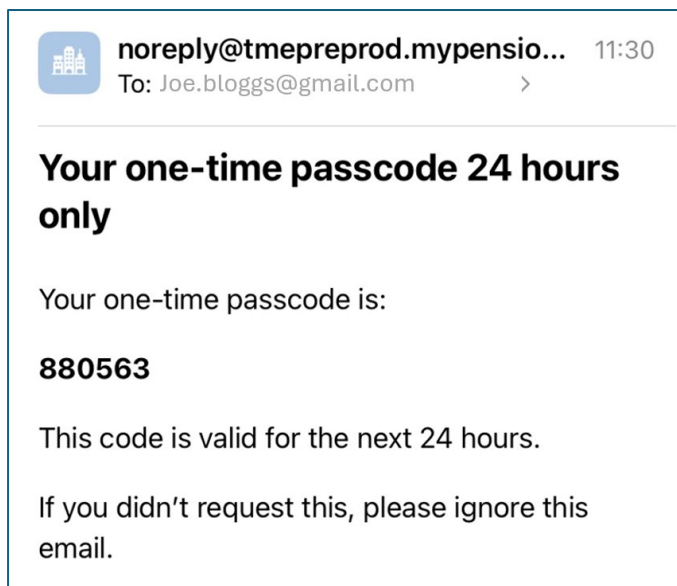 noreply@tmepreprod.mypensio... 11:30
To: Joe.bloggs@gmail.com
Your one-time passcode 24 hours
only
Your one-time passcode is:
880563
This code is valid for the next 24 hours.
If you didn’t request this, please ignore this
email.